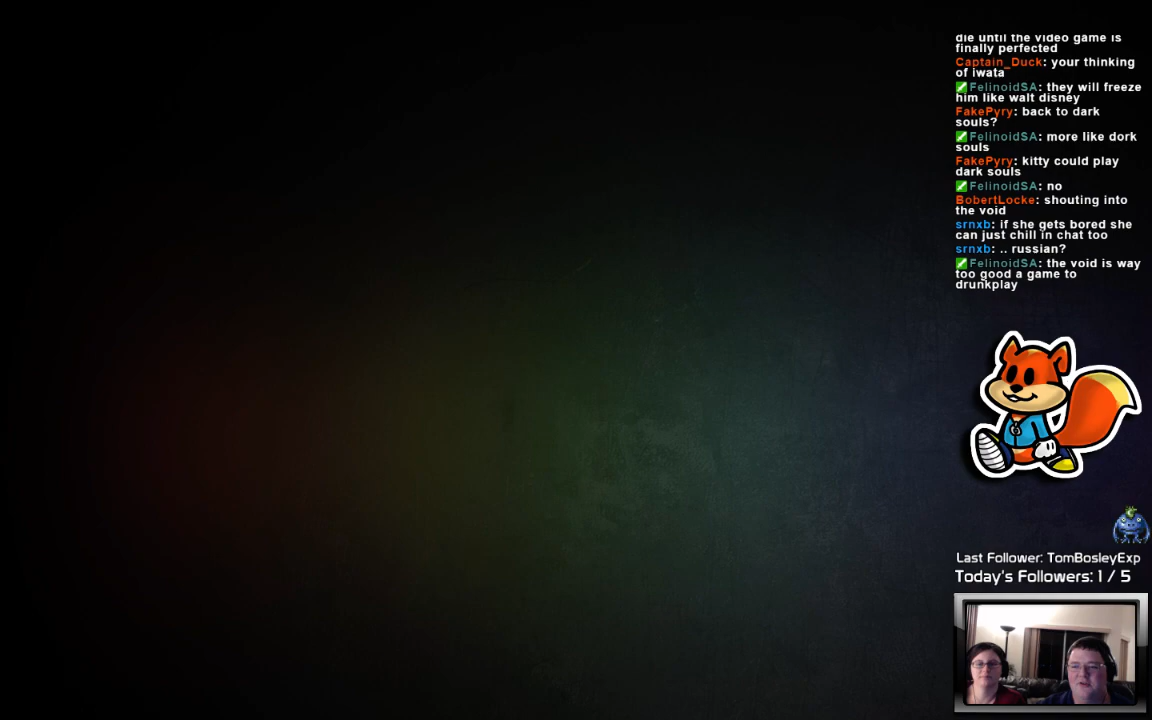 die until the video game is
finally perfected
Captain_Duck: your thinking
of iwata
FelinoidSA: they will freeze
him like walt disney
FakePyry: back to dark
souls?
FelinoidSA: more like dork
souls
FakePyry: kitty could play
dark souls
FelinoidSA: no
BobertLocke: shouting into
the void
srnxb: if she gets bored she
can just chill in chat too
srnxb: .. russian?
FelinoidSA: the void is way
too good a game to
drunkplay
Last Follower: TomBosleyExp
Today's Followers: 1 / 5